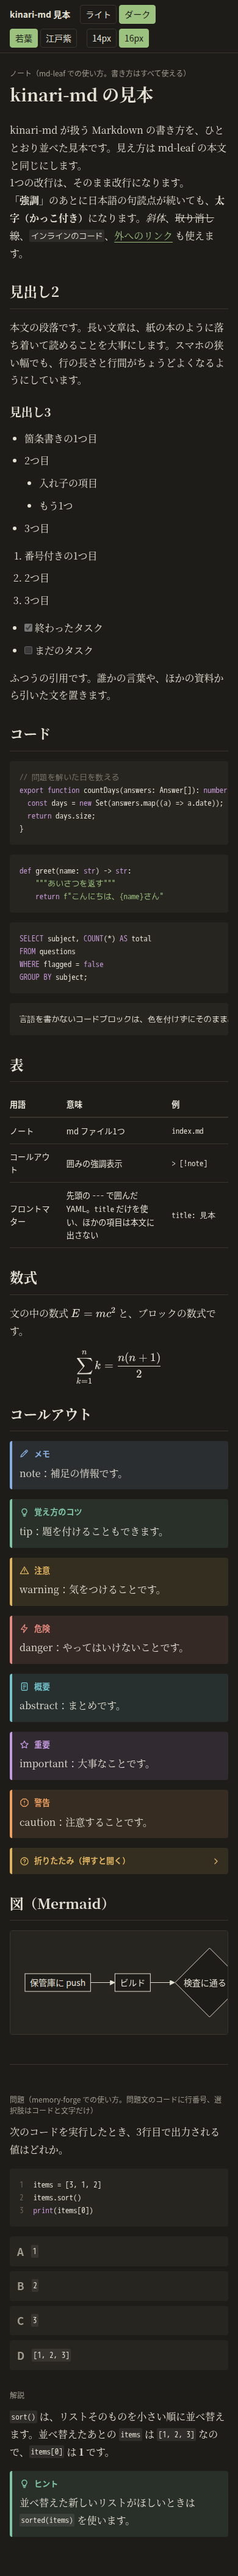 kinari-md 見本 ライト ダーク
若葉 江戸紫 14px 16px
ノート（md-leaf での使い方。書き方はすべて使える）
kinari-md の見本
kinari-md が扱う Markdown の書き方を、ひと
とおり並べた見本です。見え方は md-leaf の本文
と同じにします。
1つの改行は、そのまま改行になります。
「強調」のあとに日本語の句読点が続いても、太
字（かっこ付き）になります。斜体、取り消し
線、インラインのコード、外へのリンク も使えま
す。
見出し2
本文の段落です。長い文章は、紙の本のように落
ち着いて読めることを大事にします。スマホの狭
い幅でも、行の長さと行間がちょうどよくなるよ
うにしています。
見出し3
箇条書きの1つ目
2つ目
入れ子の項目
もう1つ
3つ目
1. 番号付きの1つ目
2. 2つ目
3. 3つ目
終わったタスク
まだのタスク
ふつうの引用です。誰かの言葉や、ほかの資料か
ら引いた文を置きます。
コード
// 問題を解いた日を数える
export function countDays(answers: Answer[]): number
const days = new Set(answers.map((a) => a.date));
return days.size;
}
def greet(name: str) -> str:
"""あいさつを返す"""
return f"こんにちは、{name}さん"
SELECT subject, COUNT(*) AS total
FROM questions
WHERE flagged = false
GROUP BY subject;
言語を書かないコードブロックは、色を付けずにそのまま
表
用語 意味 例
ノート md ファイル1つ index.md
コールアウ
ト 囲みの強調表示 > [!note]
フロントマ
ター 先頭の --- で囲んだ
YAML。title だけを使
い、ほかの項目は本文に
出さない title: 見本
数式
文の中の数式 E = mc² と、ブロックの数式で
す。
∑_{k=1}^{n} k = n(n + 1)/2
コールアウト
メモ
note：補足の情報です。
覚え方のコツ
tip：題を付けることもできます。
注意
warning：気をつけることです。
危険
danger：やってはいけないことです。
概要
abstract：まとめです。
重要
important：大事なことです。
警告
caution：注意することです。
折りたたみ（押すと開く）
図（Mermaid）
保管庫に push ビルド 検査に通る
問題（memory-forge での使い方。問題文のコードに行番号、選
択肢はコードと文字だけ）
次のコードを実行したとき、3行目で出力される
値はどれか。
1 items = [3, 1, 2]
2 items.sort()
3 print(items[0])
A 1
B 2
C 3
D [1, 2, 3]
解説
sort() は、リストそのものを小さい順に並べ替え
ます。並べ替えたあとの items は [1, 2, 3] なの
で、items[0] は 1 です。
ヒント
並べ替えた新しいリストがほしいときは
sorted(items) を使います。